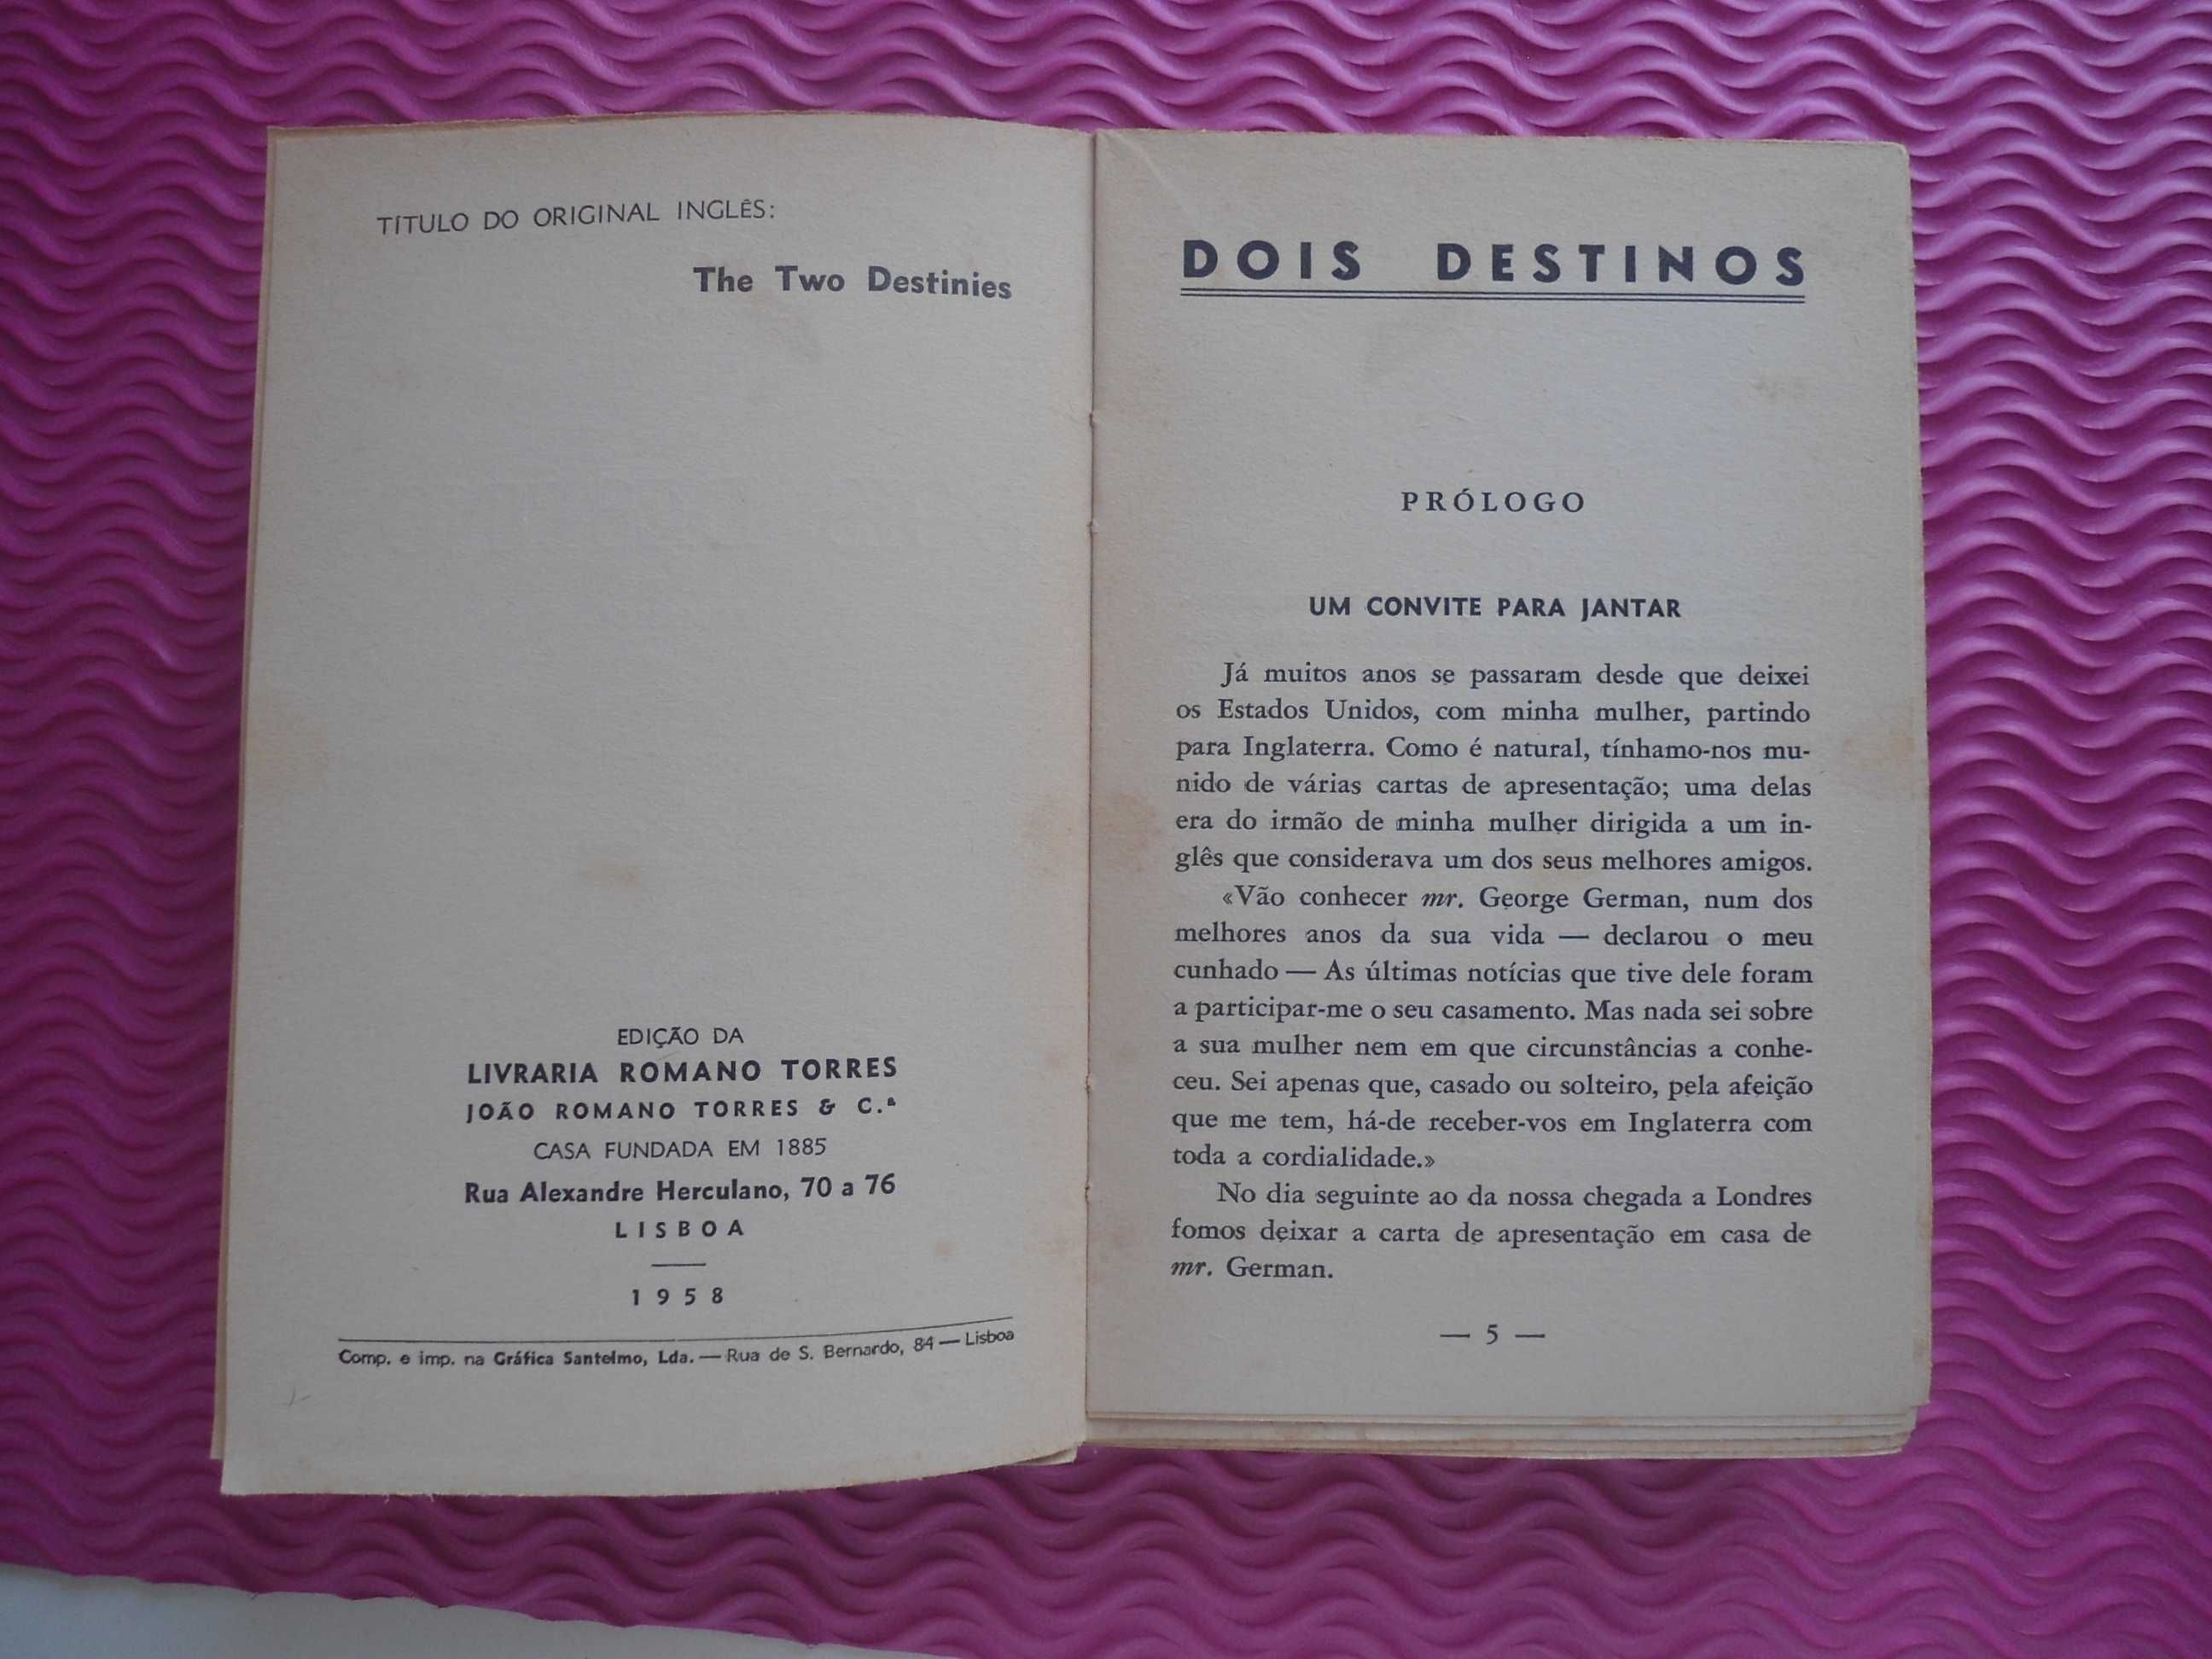 TÍTULO DO ORIGINAL INGLÊS:
The Two Destinies
EDIÇÃO DA
LIVRARIA ROMANO TORRES
JOÃO ROMANO TORRES & C.ª
CASA FUNDADA EM 1885
Rua Alexandre Herculano, 70 a 76
LISBOA
1958
Comp. e imp. na Gráfica Santelmo, Lda. — Rua de S. Bernardo, 84 — Lisboa
DOIS DESTINOS
PRÓLOGO
UM CONVITE PARA JANTAR
Já muitos anos se passaram desde que deixei
os Estados Unidos, com minha mulher, partindo
para Inglaterra. Como é natural, tínhamo-nos mu-
nido de várias cartas de apresentação; uma delas
era do irmão de minha mulher dirigida a um in-
glês que considerava um dos seus melhores amigos.
«Vão conhecer mr. George German, num dos
melhores anos da sua vida — declarou o meu
cunhado — As últimas notícias que tive dele foram
a participar-me o seu casamento. Mas nada sei sobre
a sua mulher nem em que circunstâncias a conhe-
ceu. Sei apenas que, casado ou solteiro, pela afeição
que me tem, há-de receber-vos em Inglaterra com
toda a cordialidade.»
No dia seguinte ao da nossa chegada a Londres
fomos deixar a carta de apresentação em casa de
mr. German.
— 5 —